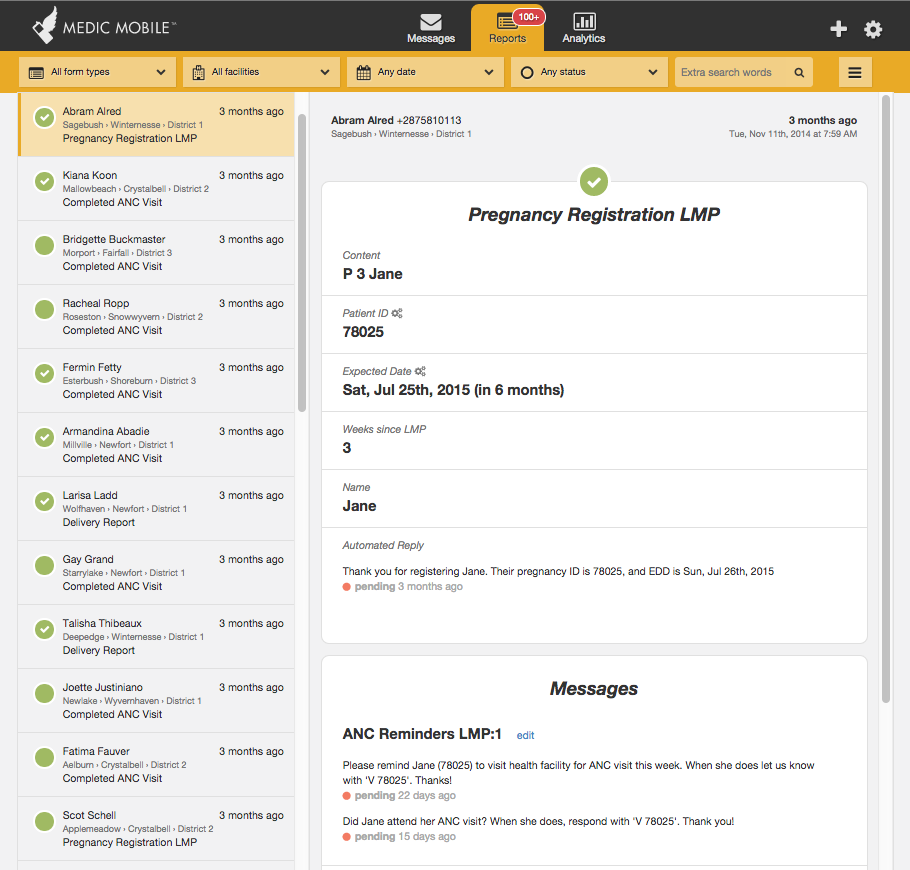 MEDIC MOBILE™
Messages
100+
Reports
Analytics
All form types
All facilities
Any date
Any status
Extra search words
Abram Alred 3 months ago
Sagebush › Winternesse › District 1
Pregnancy Registration LMP
Kiana Koon 3 months ago
Mallowbeach › Crystalbell › District 2
Completed ANC Visit
Bridgette Buckmaster 3 months ago
Morport › Fairfall › District 3
Completed ANC Visit
Racheal Ropp 3 months ago
Roseston › Snowwyvern › District 2
Completed ANC Visit
Fermin Fetty 3 months ago
Esterbush › Shoreburn › District 3
Completed ANC Visit
Armandina Abadie 3 months ago
Millville › Newfort › District 1
Completed ANC Visit
Larisa Ladd 3 months ago
Wolfhaven › Newfort › District 1
Delivery Report
Gay Grand 3 months ago
Starrylake › Newfort › District 1
Completed ANC Visit
Talisha Thibeaux 3 months ago
Deepedge › Winternesse › District 1
Delivery Report
Joette Justiniano 3 months ago
Newlake › Wyvernhaven › District 1
Completed ANC Visit
Fatima Fauver 3 months ago
Aelburn › Crystalbell › District 2
Completed ANC Visit
Scot Schell 3 months ago
Applemeadow › Crystalbell › District 2
Pregnancy Registration LMP
Abram Alred +2875810113 3 months ago
Sagebush › Winternesse › District 1 Tue, Nov 11th, 2014 at 7:59 AM
Pregnancy Registration LMP
Content
P 3 Jane
Patient ID
78025
Expected Date
Sat, Jul 25th, 2015 (in 6 months)
Weeks since LMP
3
Name
Jane
Automated Reply
Thank you for registering Jane. Their pregnancy ID is 78025, and EDD is Sun, Jul 26th, 2015
pending 3 months ago
Messages
ANC Reminders LMP:1 edit
Please remind Jane (78025) to visit health facility for ANC visit this week. When she does let us know
with 'V 78025'. Thanks!
pending 22 days ago
Did Jane attend her ANC visit? When she does, respond with 'V 78025'. Thank you!
pending 15 days ago